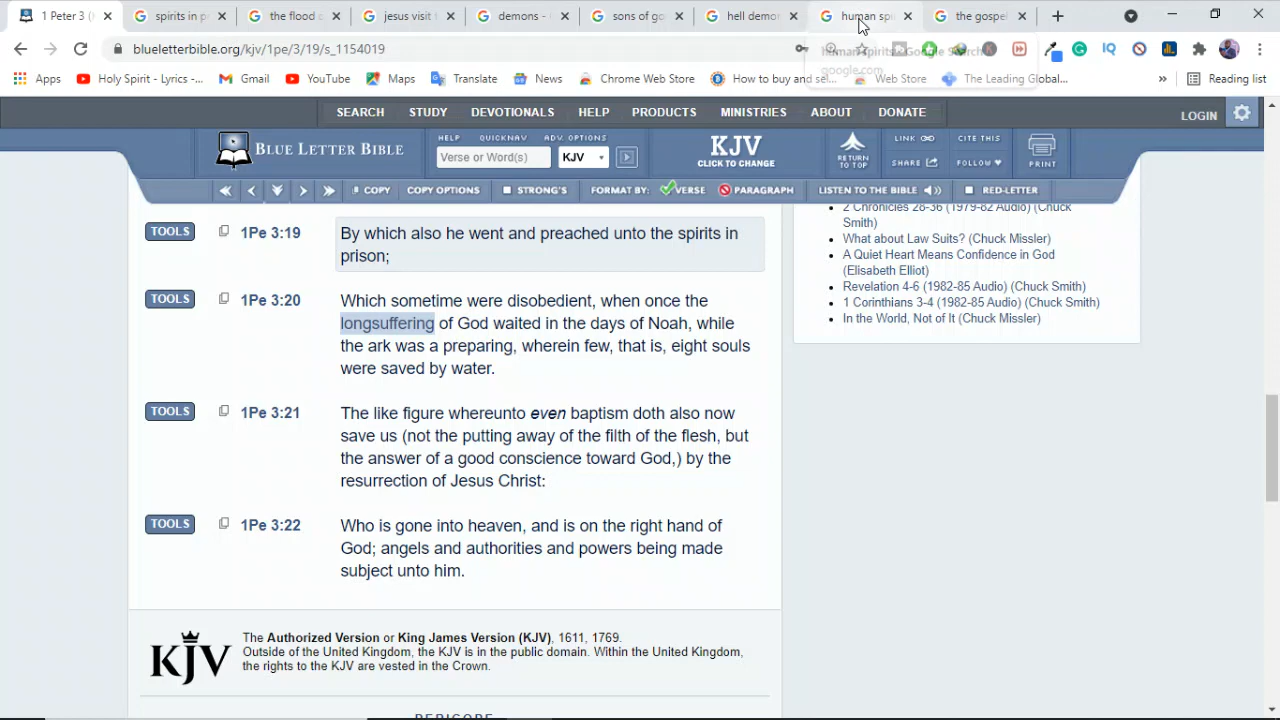 1 Peter 3 (
spirits in p
the flood o
jesus visit t
demons -
sons of go
hell demo
human spi
the gospel
blueletterbible.org/kjv/1pe/3/19/s_1154019
human spirits - Google Search
google.com
Apps
Holy Spirit - Lyrics -...
Gmail
YouTube
Maps
Translate
News
Chrome Web Store
How to buy and sel...
Web Store
The Leading Global...
»
Reading list
SEARCH
STUDY
DEVOTIONALS
HELP
PRODUCTS
MINISTRIES
ABOUT
DONATE
LOGIN
BLUE LETTER BIBLE
HELP
QUICKNAV
ADV. OPTIONS
Verse or Word(s)
KJV
KJV
CLICK TO CHANGE
RETURN
TO TOP
LINK
SHARE
CITE THIS
FOLLOW
PRINT
COPY
COPY OPTIONS
STRONG'S
FORMAT BY:
VERSE
PARAGRAPH
LISTEN TO THE BIBLE
RED-LETTER
TOOLS
1Pe 3:19
By which also he went and preached unto the spirits in
prison;
TOOLS
1Pe 3:20
Which sometime were disobedient, when once the
longsuffering of God waited in the days of Noah, while
the ark was a preparing, wherein few, that is, eight souls
were saved by water.
TOOLS
1Pe 3:21
The like figure whereunto even baptism doth also now
save us (not the putting away of the filth of the flesh, but
the answer of a good conscience toward God,) by the
resurrection of Jesus Christ:
TOOLS
1Pe 3:22
Who is gone into heaven, and is on the right hand of
God; angels and authorities and powers being made
subject unto him.
2 Chronicles 28-36 (1979-82 Audio) (Chuck
Smith)
What about Law Suits? (Chuck Missler)
A Quiet Heart Means Confidence in God
(Elisabeth Elliot)
Revelation 4-6 (1982-85 Audio) (Chuck Smith)
1 Corinthians 3-4 (1982-85 Audio) (Chuck Smith)
In the World, Not of It (Chuck Missler)
KJV
The Authorized Version or King James Version (KJV), 1611, 1769.
Outside of the United Kingdom, the KJV is in the public domain. Within the United Kingdom,
the rights to the KJV are vested in the Crown.
PERICOPE